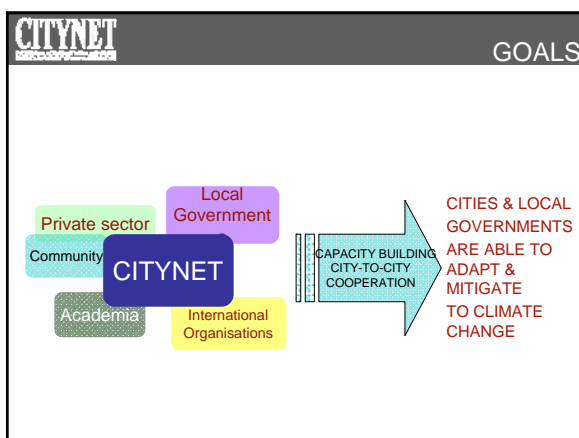 CITYNET
GOALS
Local
Government
Private sector
Community
CITYNET
Academia
International
Organisations
CAPACITY BUILDING
CITY-TO-CITY
COOPERATION
CITIES & LOCAL
GOVERNMENTS
ARE ABLE TO
ADAPT &
MITIGATE
TO CLIMATE
CHANGE